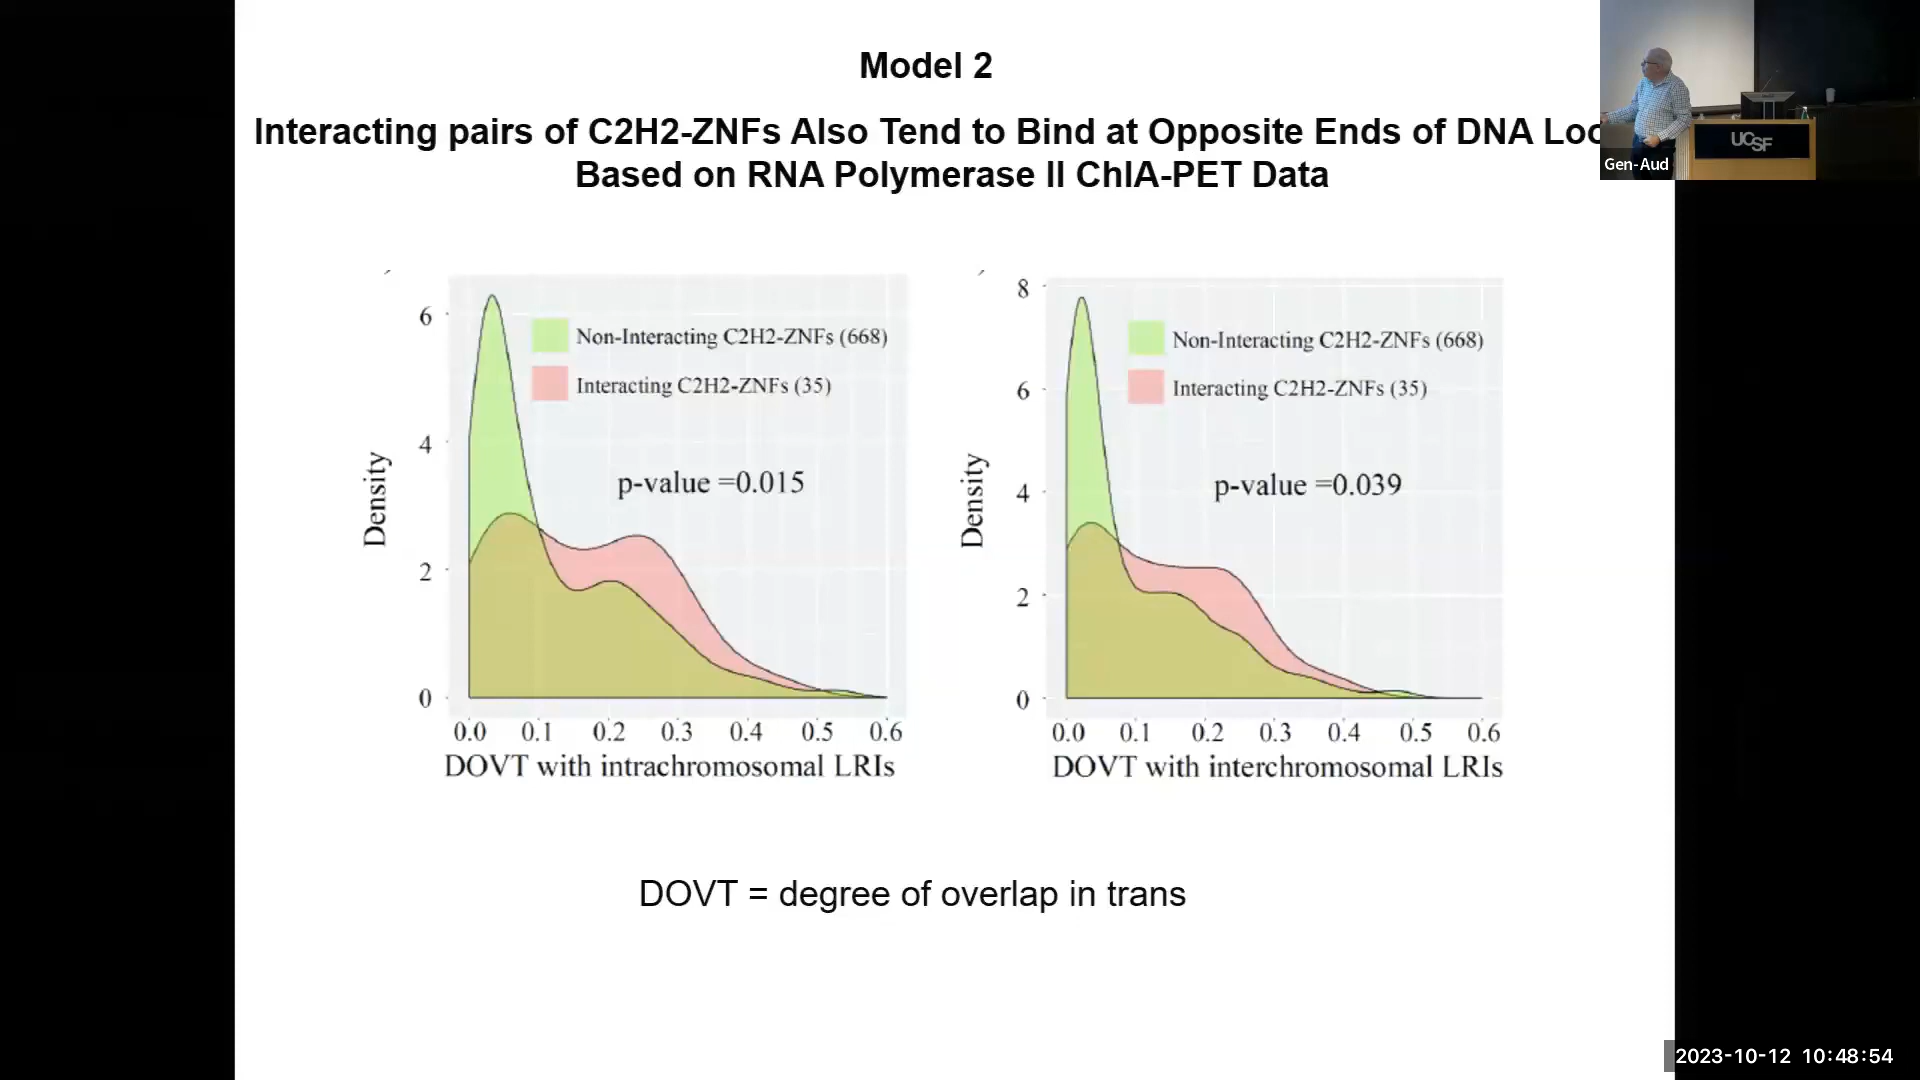 Model 2
Interacting pairs of C2H2-ZNFs Also Tend to Bind at Opposite Ends of DNA
Based on RNA Polymerase II ChIA-PET Data
UCSF
Gen-Aud
6
4
2
0
Density
Non-Interacting C2H2-ZNFs (668)
Interacting C2H2-ZNFs (35)
p-value =0.015
0.0 0.1 0.2 0.3 0.4 0.5 0.6
DOVT with intrachromosomal LRIs
8
6
4
2
0
Density
Non-Interacting C2H2-ZNFs (668)
Interacting C2H2-ZNFs (35)
p-value =0.039
0.0 0.1 0.2 0.3 0.4 0.5 0.6
DOVT with interchromosomal LRIs
DOVT = degree of overlap in trans
2023-10-12 10:48:54